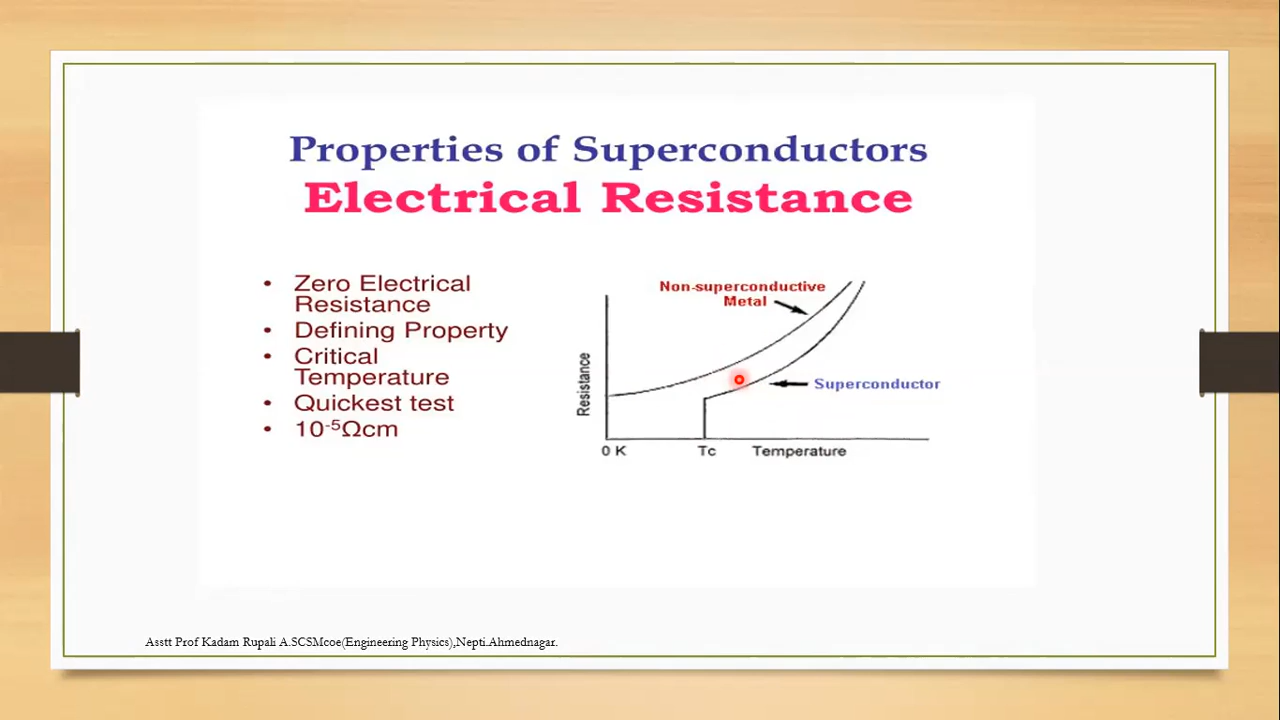 Properties of Superconductors
Electrical Resistance
• Zero Electrical
Resistance
• Defining Property
• Critical
Temperature
• Quickest test
• 10⁻⁵Ωcm
Non-superconductive
Metal
Resistance
Superconductor
0 K
Tc
Temperature
Asstt Prof Kadam Rupali A.SCSMcoe(Engineering Physics),Nepti.Ahmednagar.